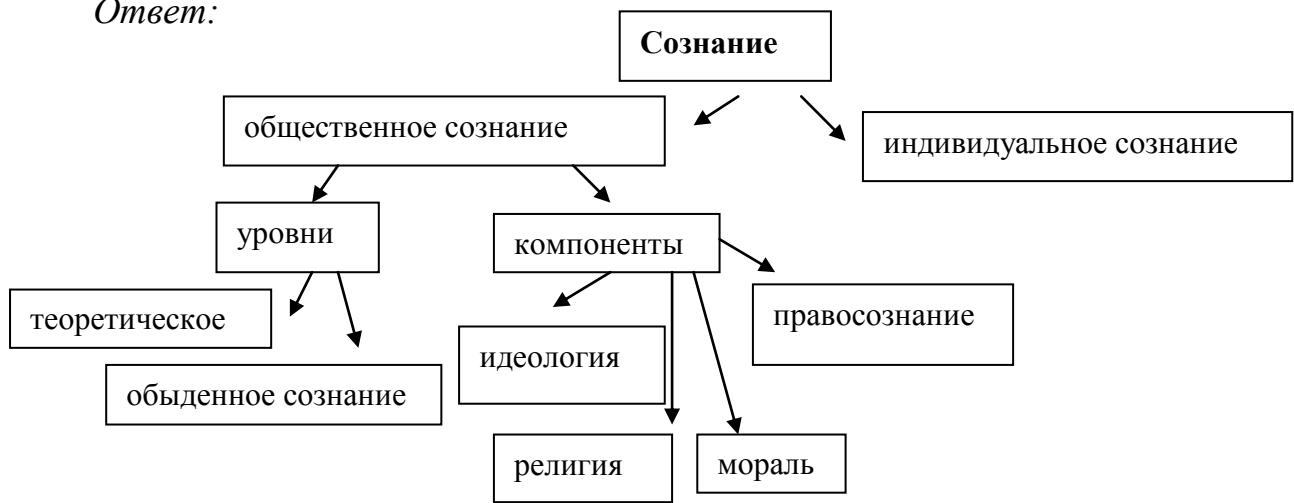 Ответ:
Сознание
общественное сознание
индивидуальное сознание
уровни
компоненты
теоретическое
правосознание
идеология
обыденное сознание
религия
мораль